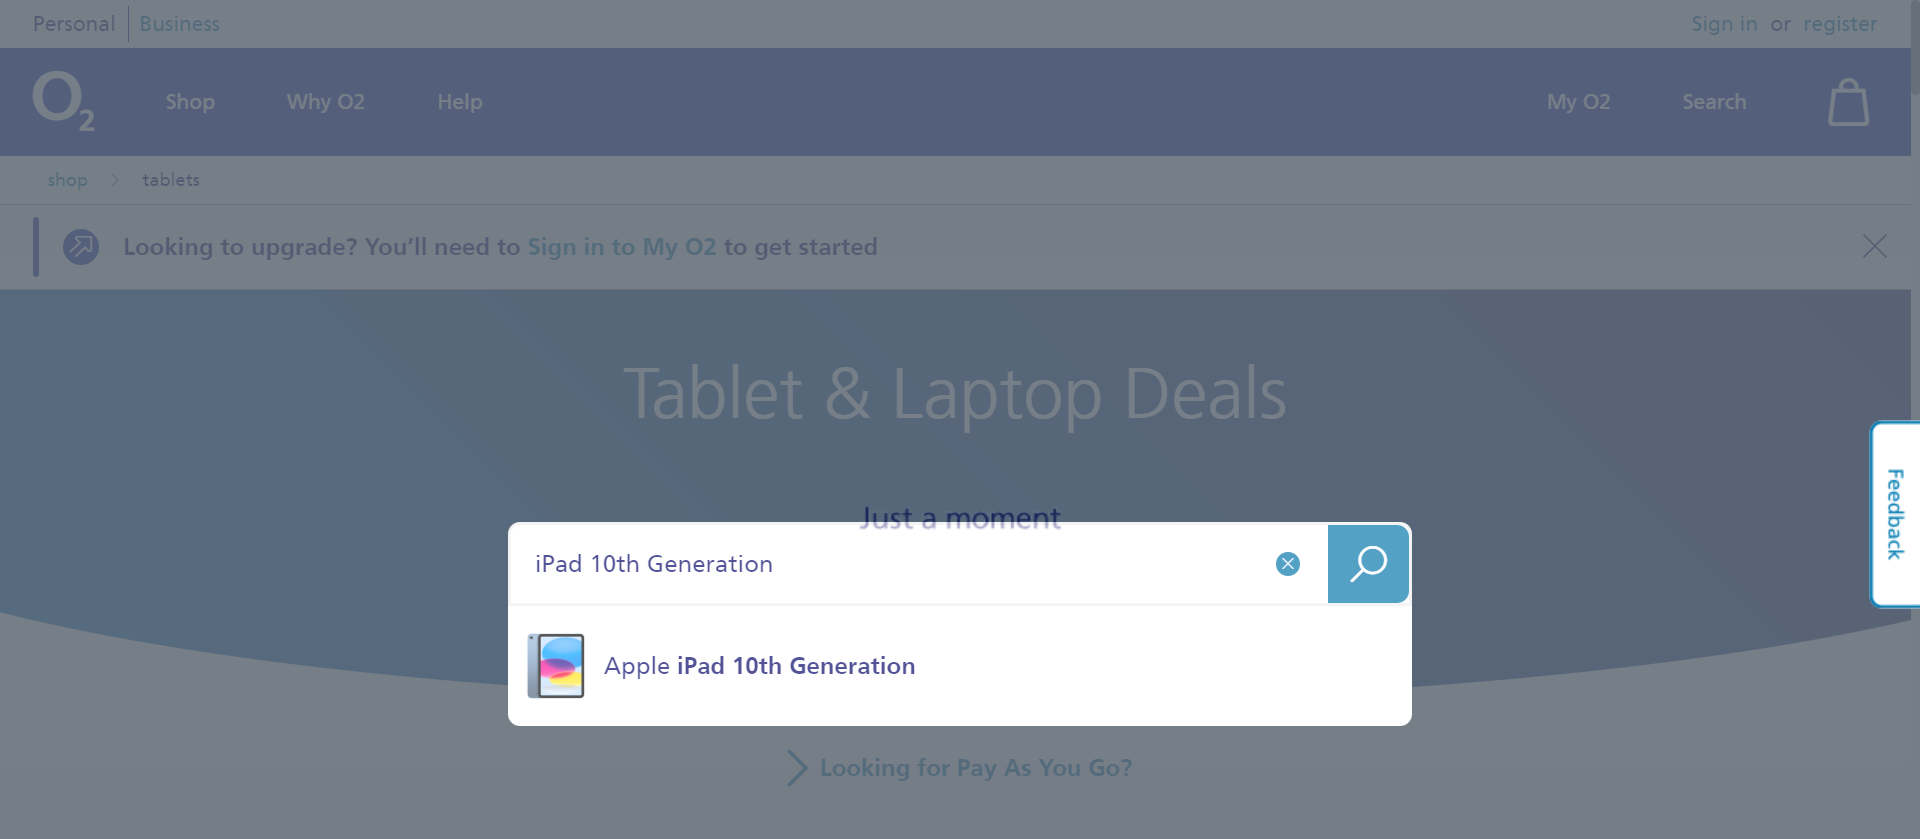 Personal Business
Sign in or register
O2 Shop Why O2 Help My O2 Search
shop tablets
Looking to upgrade? You’ll need to Sign in to My O2 to get started
Tablet & Laptop Deals
Just a moment
iPad 10th Generation
Apple iPad 10th Generation
Looking for Pay As You Go?
Feedback